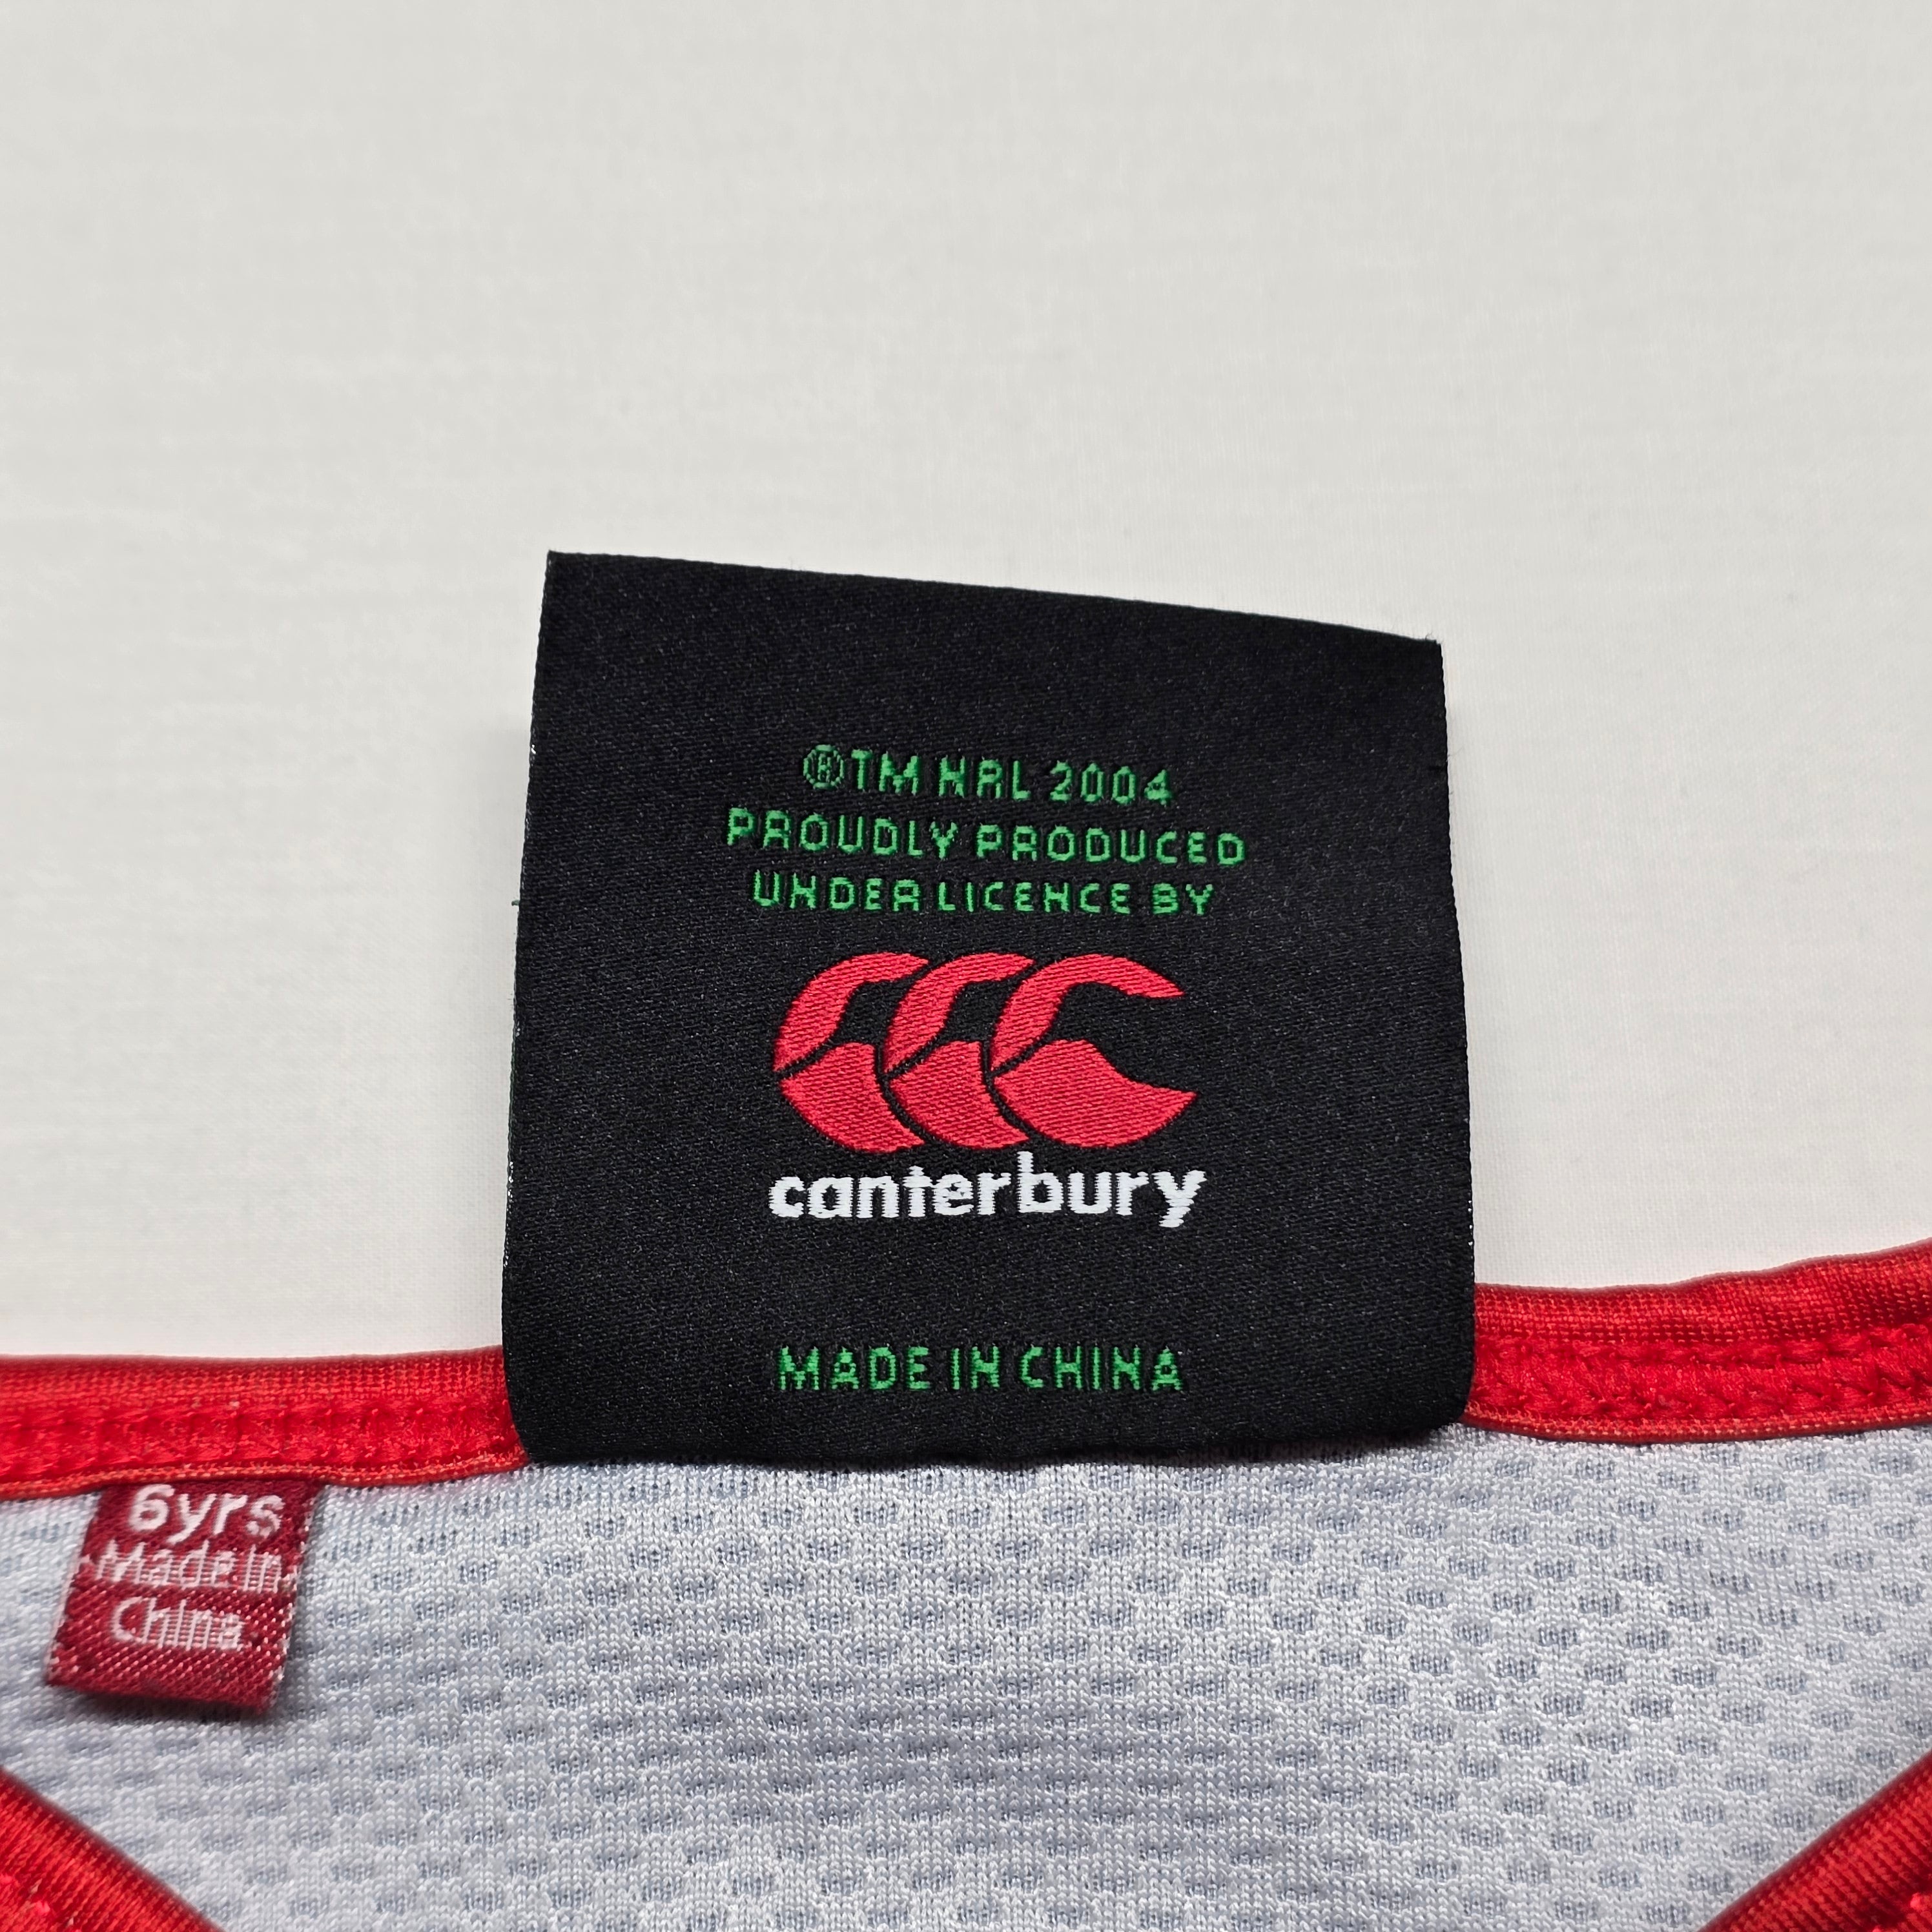 ®TM NRL 2004
PROUDLY PRODUCED
UNDER LICENCE BY
canterbury
MADE IN CHINA
6yrs
Made in
China